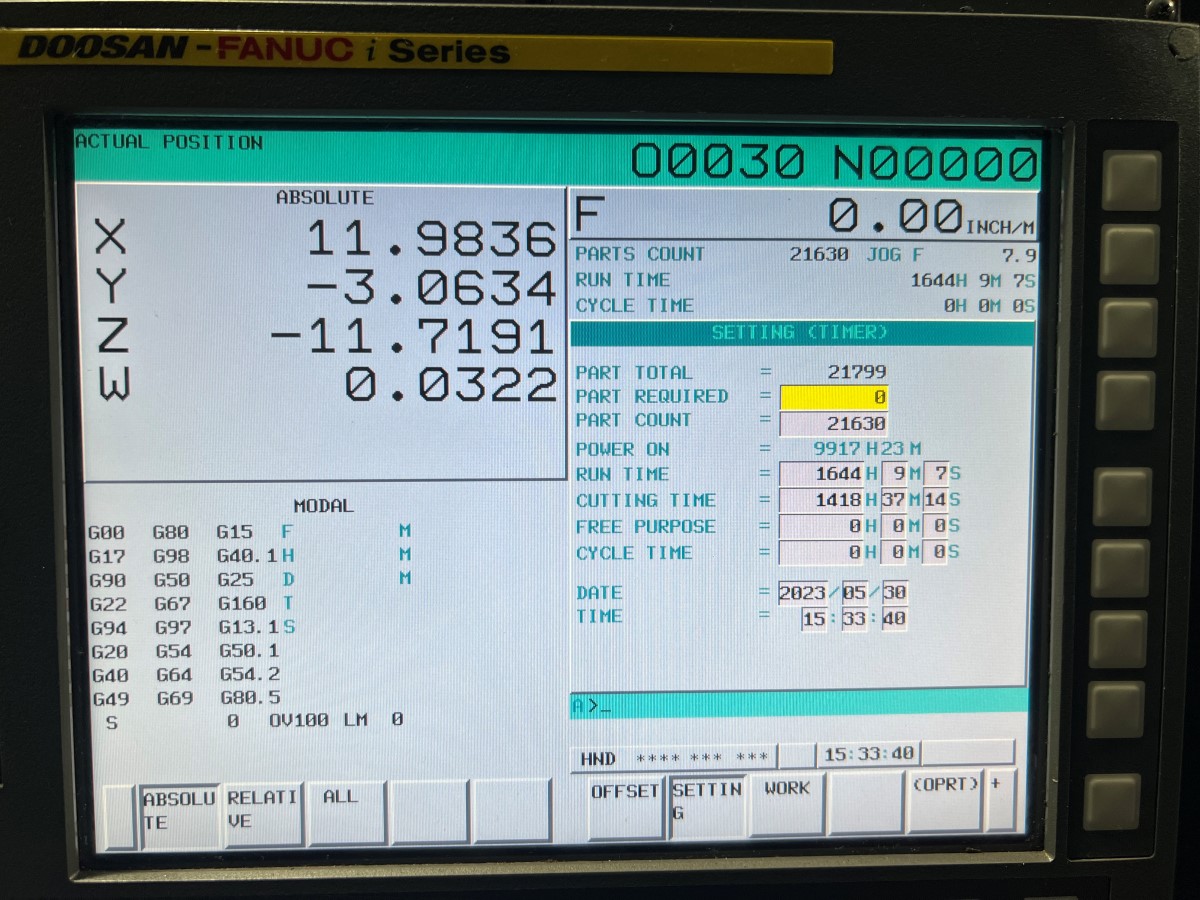 DOOSAN-FANUC i Series
ACTUAL POSITION
O0030 N00000
ABSOLUTE
X 11.9836
Y -3.0634
Z -11.7191
W 0.0322
F 0.00 INCH/M
PARTS COUNT 21630 JOG F 7.9
RUN TIME 1644H 9M 7S
CYCLE TIME 0H 0M 0S
SETTING (TIMER)
PART TOTAL = 21799
PART REQUIRED = 0
PART COUNT = 21630
POWER ON = 9917H23M
RUN TIME = 1644H 9M 7S
CUTTING TIME = 1418H37M14S
FREE PURPOSE = 0H 0M 0S
CYCLE TIME = 0H 0M 0S
DATE = 2023/05/30
TIME = 15:33:40
MODAL
G00 G80 G15 F M
G17 G98 G40.1 H M
G90 G50 G25 D M
G22 G67 G160 T
G94 G97 G13.1 S
G20 G54 G50.1
G40 G64 G54.2
G49 G69 G80.5
S 0 OV100 LM 0
A>_
HND **** *** *** 15:33:40
ABSOLU
TE
RELATI
VE
ALL
OFFSET
SETTIN
G
WORK
(OPRT)
+